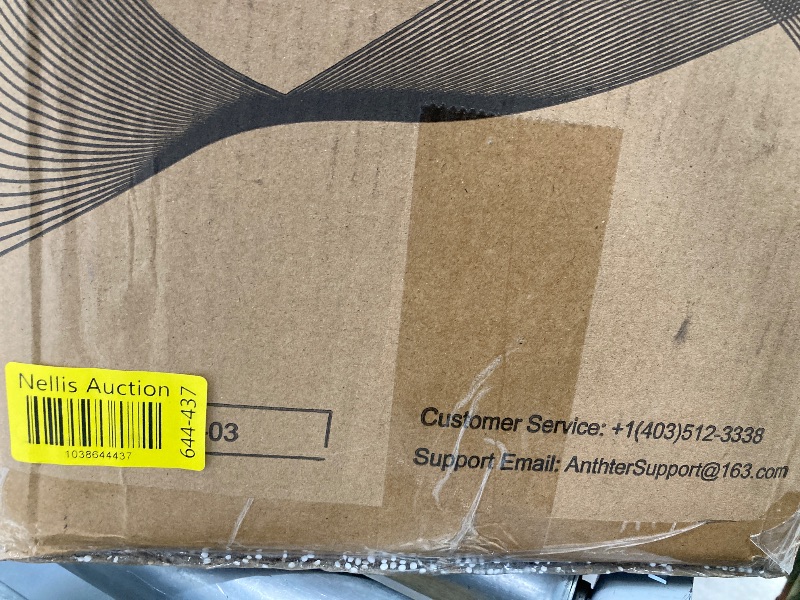 Nellis Auction
1038644437
644-437
-03
Customer Service: +1(403)512-3338
Support Email: AnthterSupport@163.com